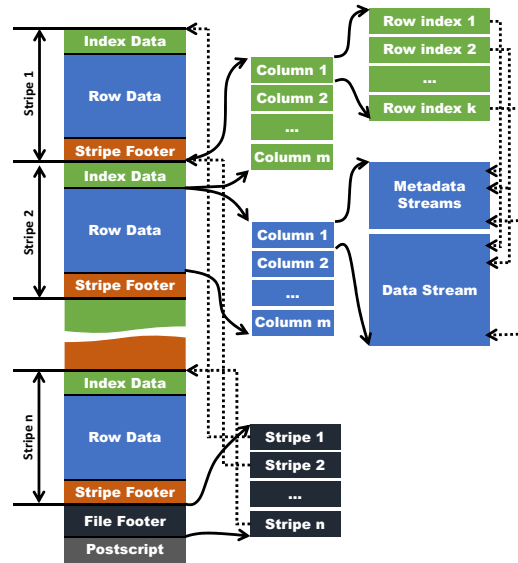 Stripe 1
Index Data
Row Data
Stripe Footer
Stripe 2
Index Data
Row Data
Stripe Footer
Stripe n
Index Data
Row Data
Stripe Footer
File Footer
Postscript
Column 1
Column 2
...
Column m
Column 1
Column 2
...
Column m
Stripe 1
Stripe 2
...
Stripe n
Row index 1
Row index 2
...
Row index k
Metadata
Streams
Data Stream